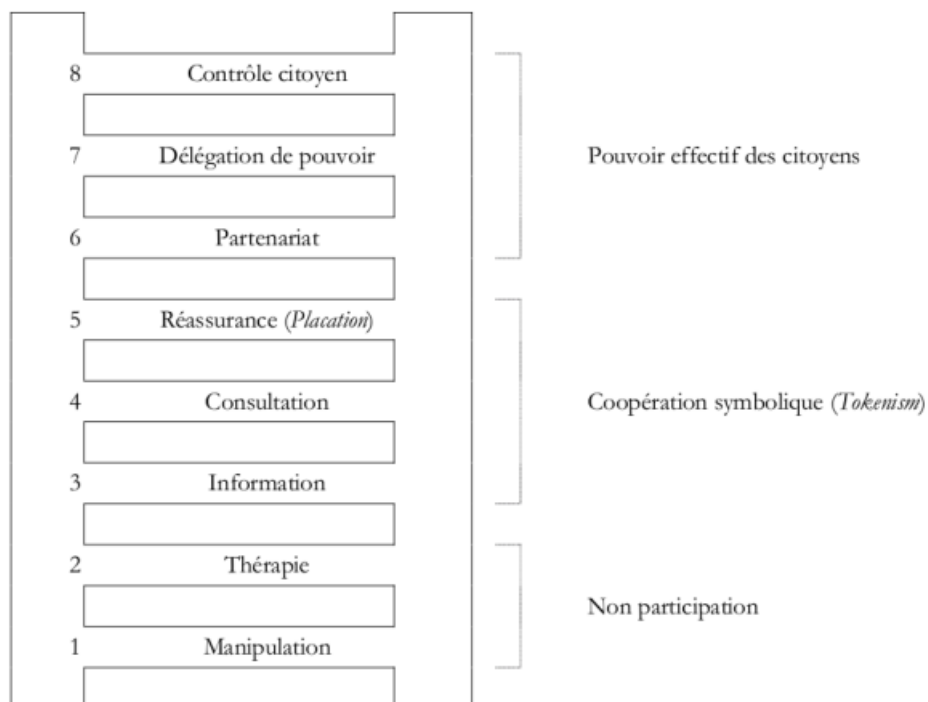 8 Contrôle citoyen
7 Délégation de pouvoir
Pouvoir effectif des citoyens
6 Partenariat
5 Réassurance (Placation)
4 Consultation
Coopération symbolique (Tokenism)
3 Information
2 Thérapie
Non participation
1 Manipulation